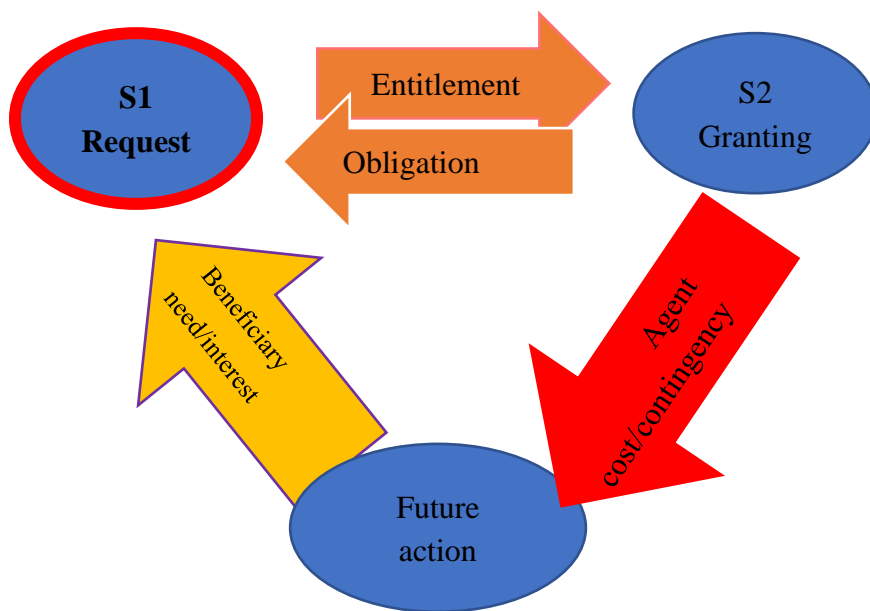 S1
Request
Entitlement
Obligation
S2
Granting
Beneficiary
need/interest
Agent
cost/contingency
Future
action